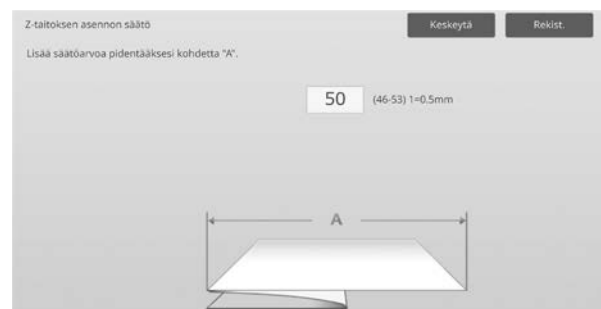 Z-taitoksen asennon säätö
Keskeytä
Rekist.
Lisää säätöarvoa pidentääksesi kohdetta "A".
50 (46-53) 1=0.5mm
A